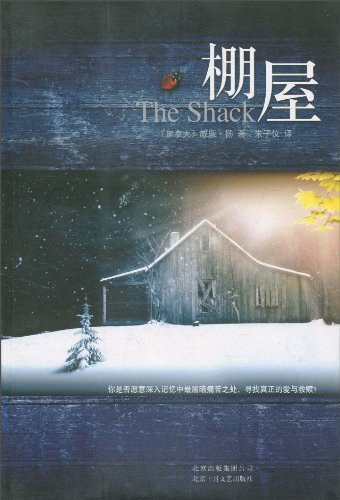 棚屋
The Shack
〔加拿大〕威廉·扬 著 朱子仪 译
你是否愿意深入记忆中最黑暗痛苦之处，寻找真正的爱与救赎？
北京出版集团公司
北京十月文艺出版社